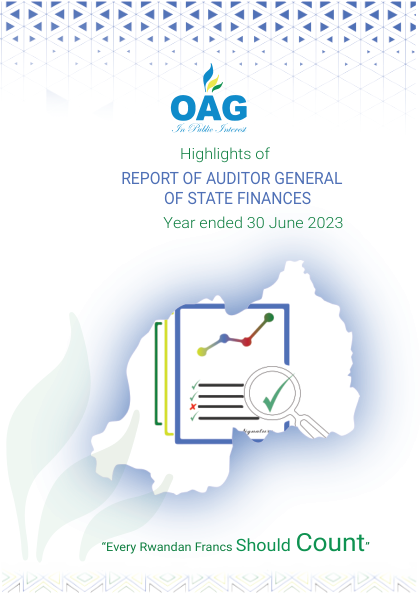 OAG
In Public Interest
Highlights of
REPORT OF AUDITOR GENERAL
OF STATE FINANCES
Year ended 30 June 2023
Signature
“Every Rwandan Francs Should Count”